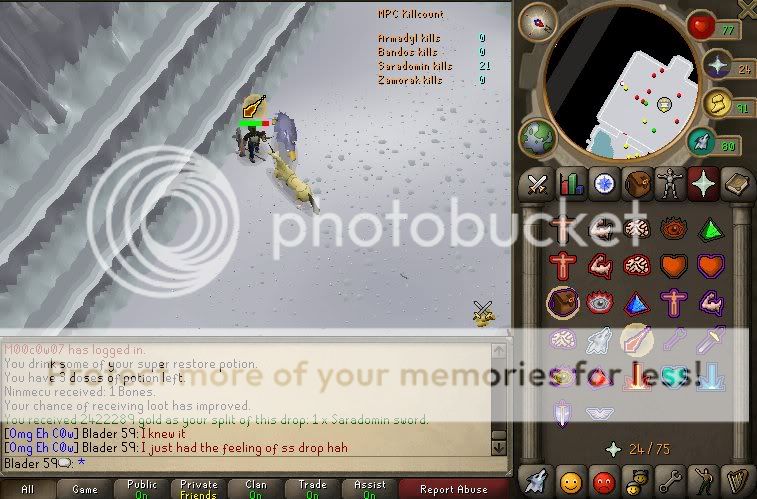 NPC Killcount
Armadyl kills 0
Bandos kills 0
Saradomin kills 21
Zamorak kills 0
77
24
91
80
photobucket
M00c0w07 has logged in.
You drink some of your super restore potion.
You have 3 doses of potion left.
Ninmecu received: 1 Bones.
Your chance of receiving loot has improved.
You received 2422289 gold as your split of this drop: 1 x Saradomin sword.
[Omg Eh C0w] Blader 59: I knew it
[Omg Eh C0w] Blader 59: I just had the feeling of ss drop hah
Blader 59: *
more of your memories for less!
24 / 75
All
Game
Public
On
Private
Friends
Clan
On
Trade
On
Assist
On
Report Abuse